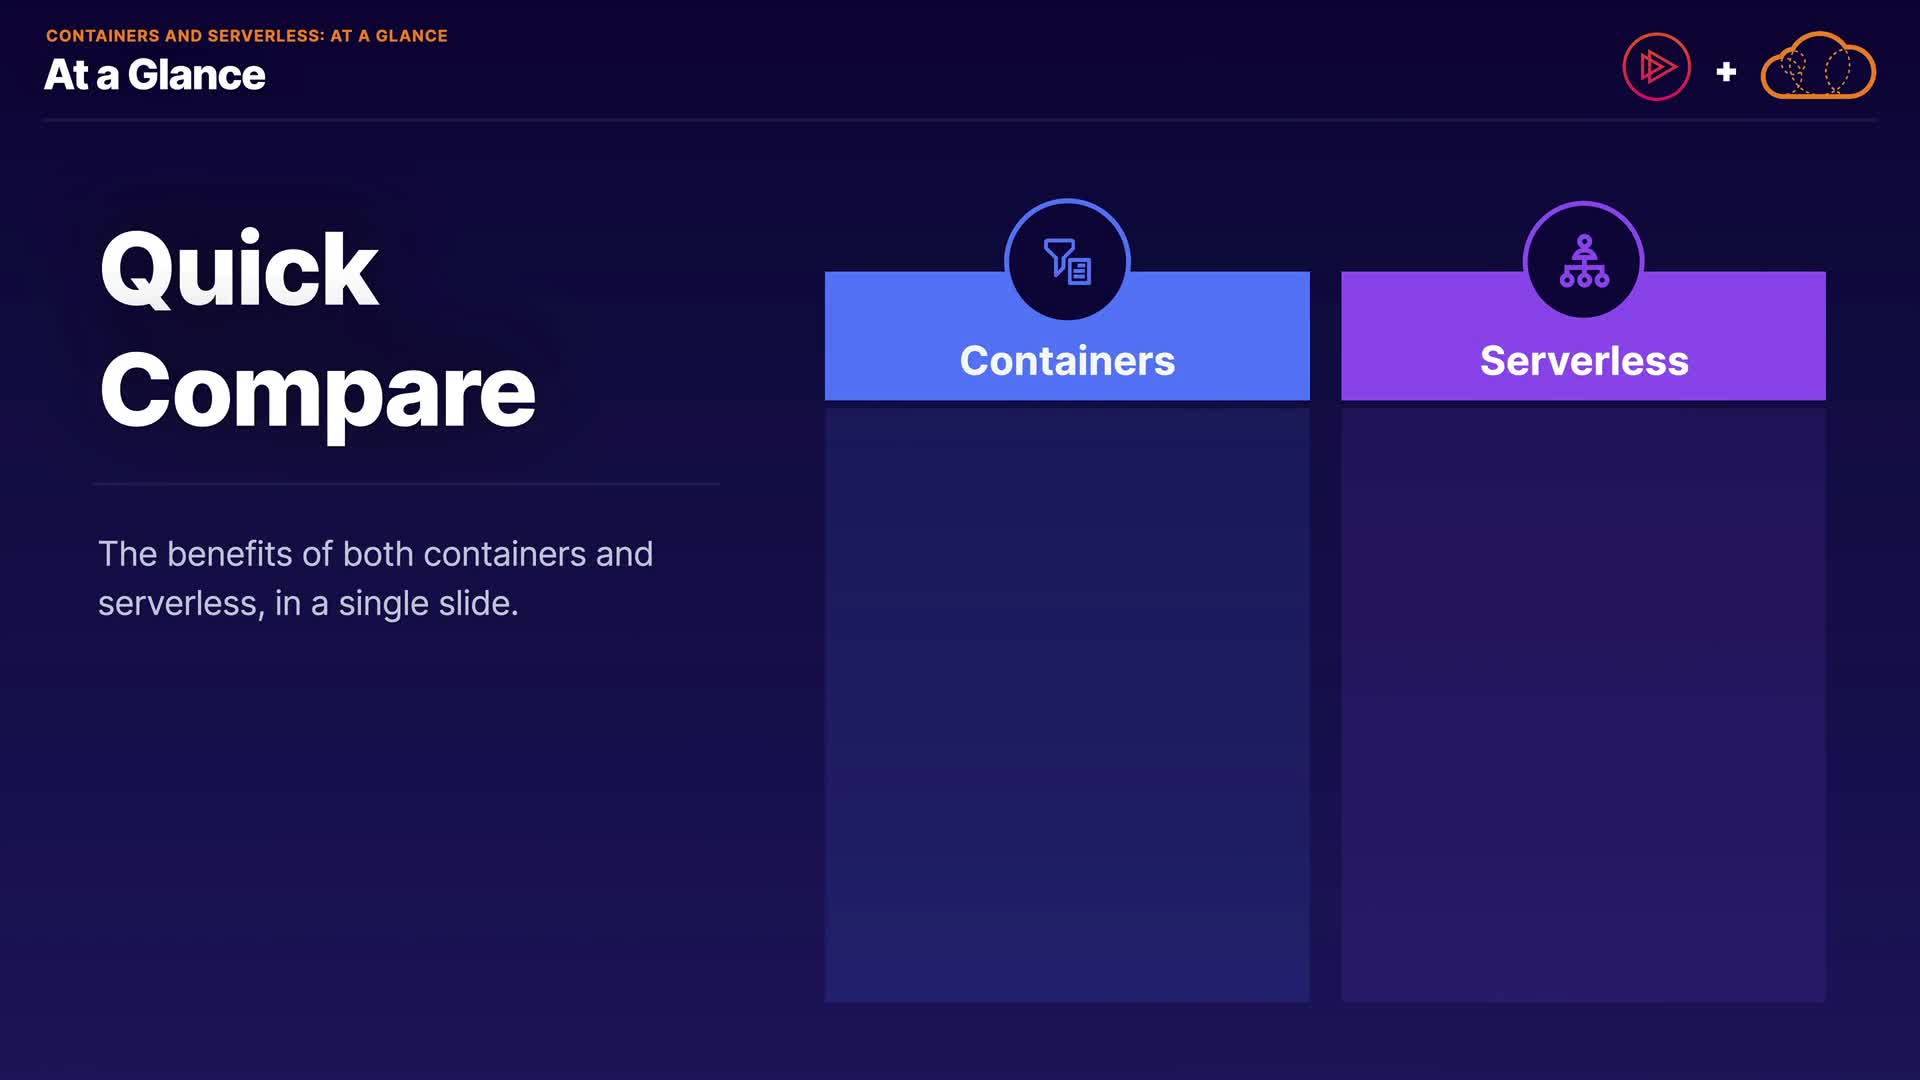 CONTAINERS AND SERVERLESS: AT A GLANCE
At a Glance
+
Quick
Compare
The benefits of both containers and
serverless, in a single slide.
Containers
Serverless